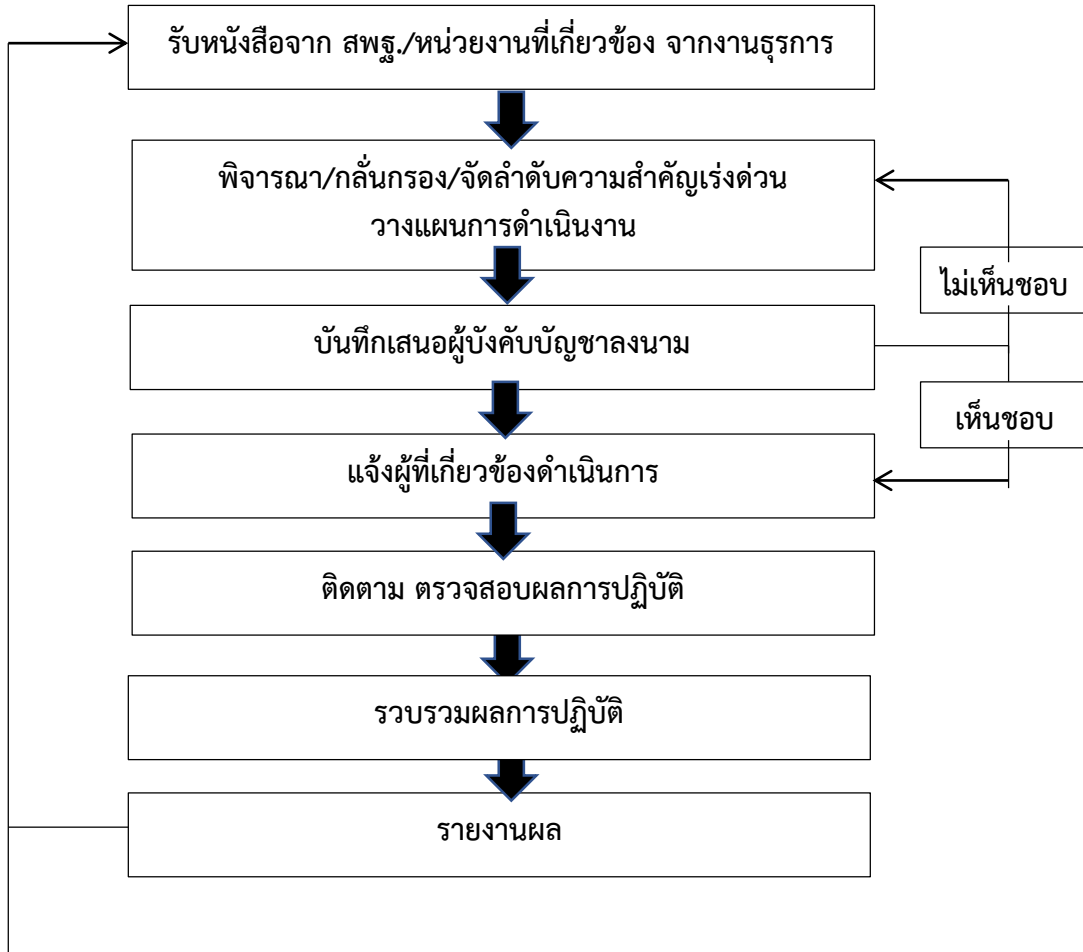 รับหนังสือจาก สพฐ./หน่วยงานที่เกี่ยวข้อง จากงานธุรการ
พิจารณา/กลั่นกรอง/จัดลำดับความสำคัญเร่งด่วน
วางแผนการดำเนินงาน
ไม่เห็นชอบ
บันทึกเสนอผู้บังคับบัญชาลงนาม
เห็นชอบ
แจ้งผู้ที่เกี่ยวข้องดำเนินการ
ติดตาม ตรวจสอบผลการปฏิบัติ
รวบรวมผลการปฏิบัติ
รายงานผล